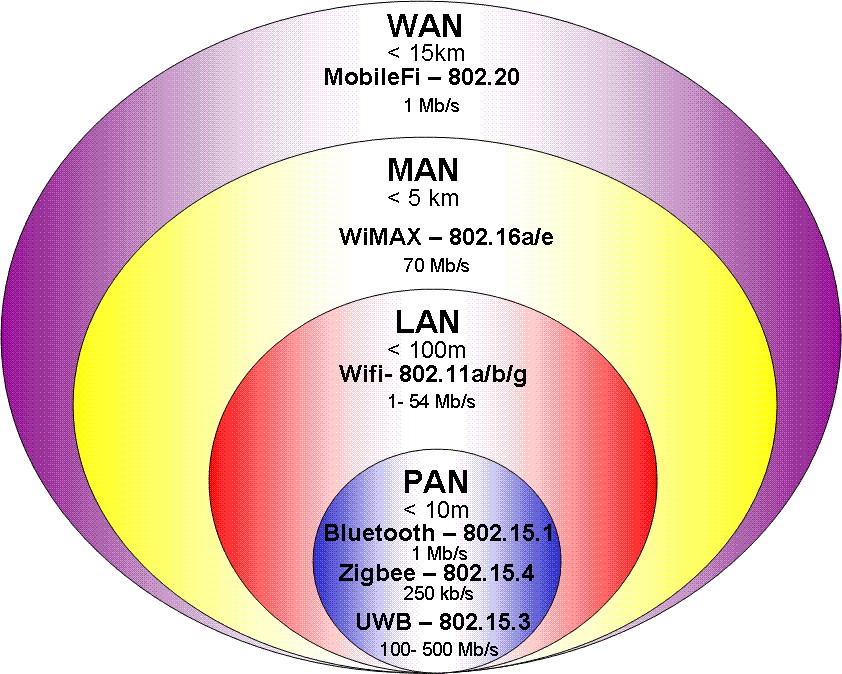 WAN
< 15km
MobileFi – 802.20
1 Mb/s
MAN
< 5 km
WiMAX – 802.16a/e
70 Mb/s
LAN
< 100m
Wifi- 802.11a/b/g
1- 54 Mb/s
PAN
< 10m
Bluetooth – 802.15.1
1 Mb/s
Zigbee – 802.15.4
250 kb/s
UWB – 802.15.3
100- 500 Mb/s